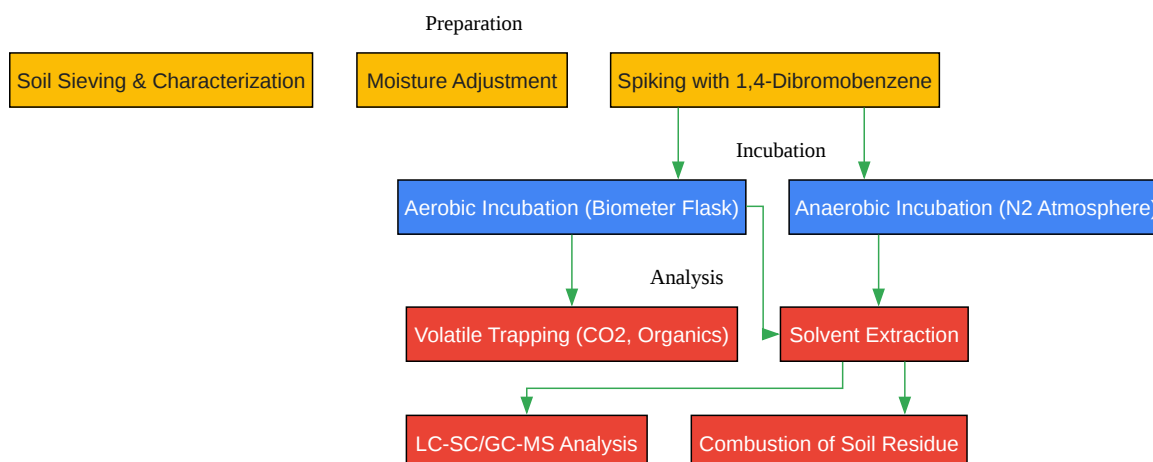 Preparation
Soil Sieving & Characterization
Moisture Adjustment
Spiking with 1,4-Dibromobenzene
Incubation
Aerobic Incubation (Biometer Flask)
Anaerobic Incubation (N2 Atmosphere)
Analysis
Volatile Trapping (CO2, Organics)
Solvent Extraction
LC-SC/GC-MS Analysis
Combustion of Soil Residue